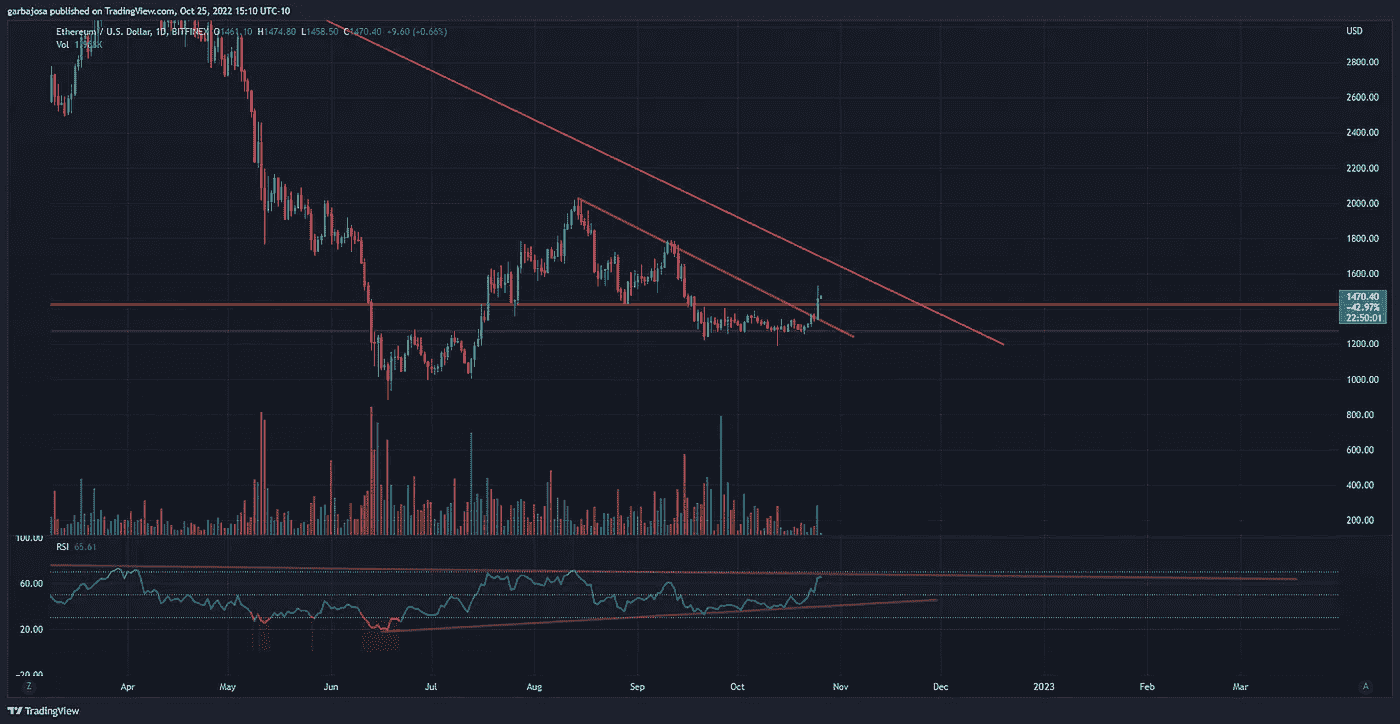 garbajosa published on TradingView.com, Oct 25, 2022 15:10 UTC-10
Ethereum / U.S. Dollar, 1D, BITFINEX O1461.10 H1474.80 L1458.50 C1470.40 +9.60 (+0.66%)
Vol
USD
2800.00
2600.00
2400.00
2200.00
2000.00
1800.00
1600.00
1470.40
-42.97%
22:50:01
1200.00
1000.00
800.00
600.00
400.00
200.00
100.00
RSI 65.61
60.00
20.00
-20.00
Z Apr May Jun Jul Aug Sep Oct Nov Dec 2023 Feb Mar A
TradingView